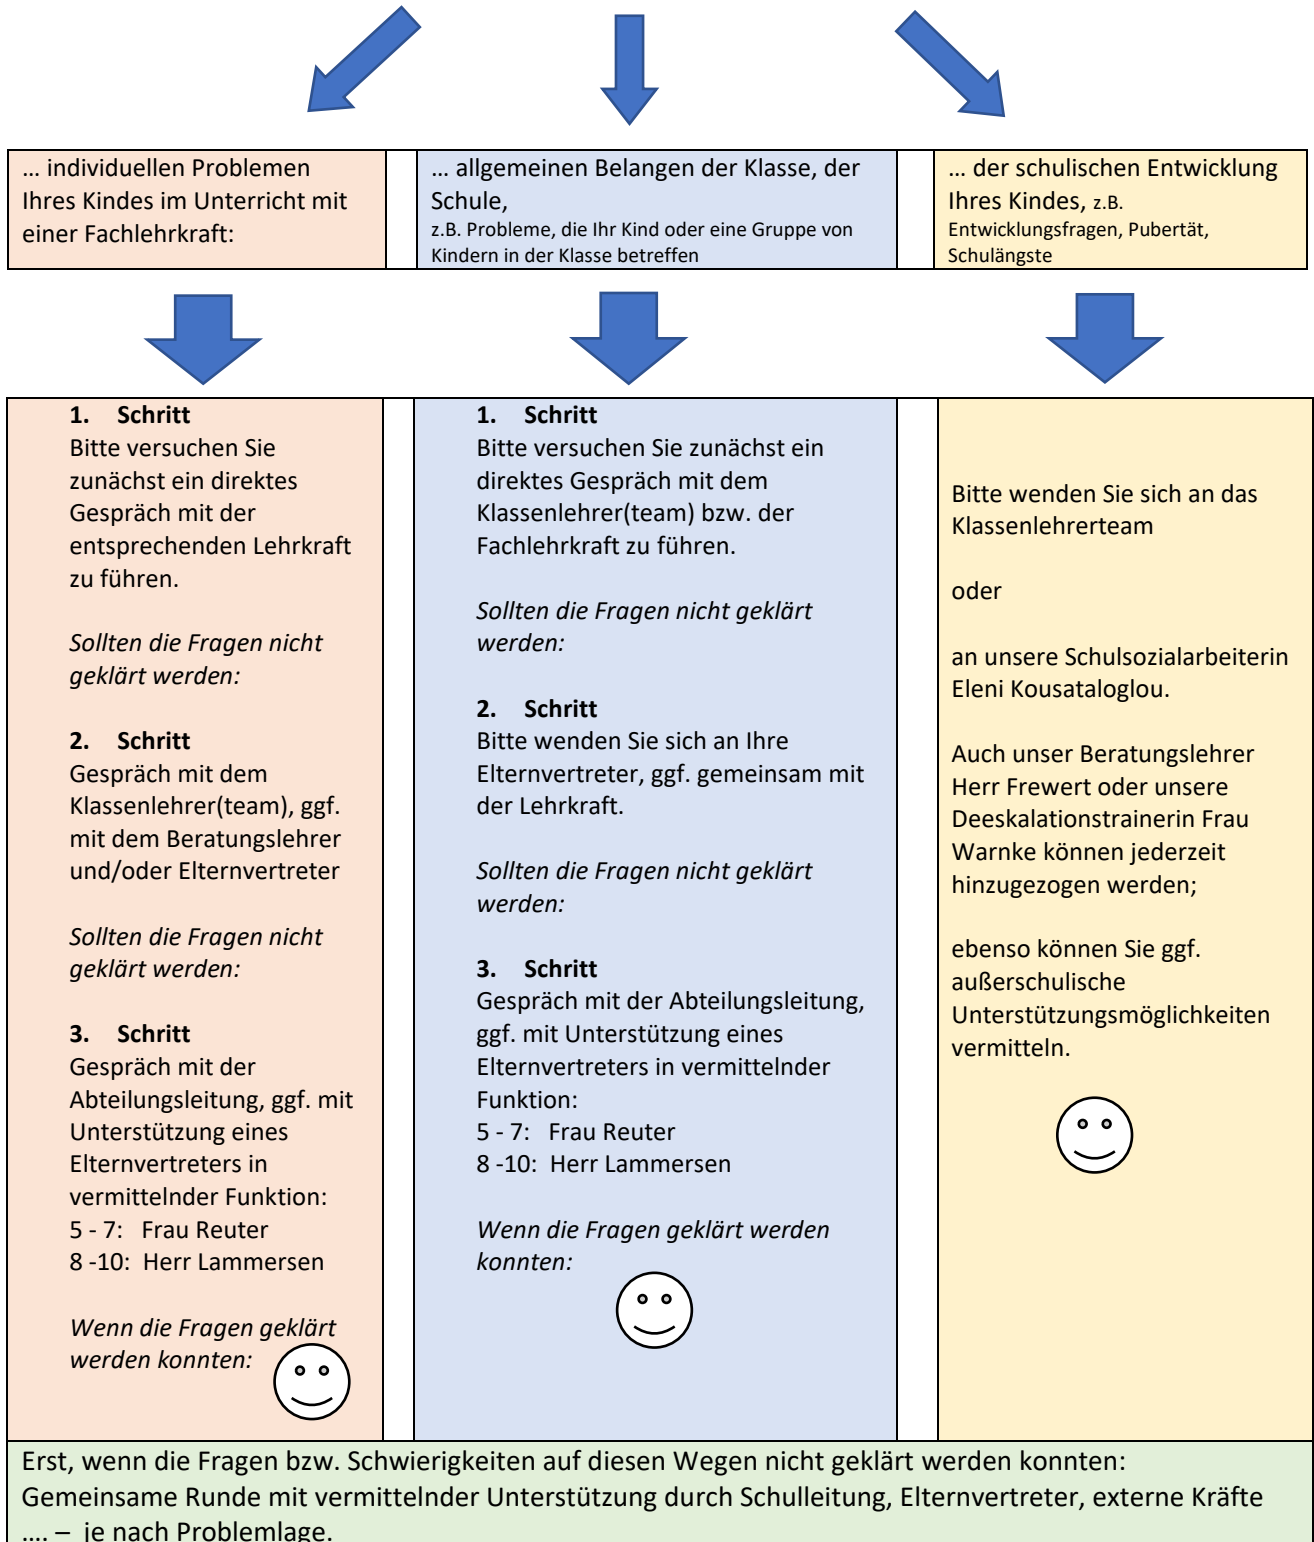 ... individuellen Problemen
Ihres Kindes im Unterricht mit
einer Fachlehrkraft:
... allgemeinen Belangen der Klasse, der
Schule,
z.B. Probleme, die Ihr Kind oder eine Gruppe von
Kindern in der Klasse betreffen
... der schulischen Entwicklung
Ihres Kindes, z.B.
Entwicklungsfragen, Pubertät,
Schulängste
1. Schritt
Bitte versuchen Sie
zunächst ein direktes
Gespräch mit der
entsprechenden Lehrkraft
zu führen.
Sollten die Fragen nicht
geklärt werden:
2. Schritt
Gespräch mit dem
Klassenlehrer(team), ggf.
mit dem Beratungslehrer
und/oder Elternvertreter
Sollten die Fragen nicht
geklärt werden:
3. Schritt
Gespräch mit der
Abteilungsleitung, ggf. mit
Unterstützung eines
Elternvertreters in
vermittelnder Funktion:
5 - 7: Frau Reuter
8 -10: Herr Lammersen
Wenn die Fragen geklärt
werden konnten:
1. Schritt
Bitte versuchen Sie zunächst ein
direktes Gespräch mit dem
Klassenlehrer(team) bzw. der
Fachlehrkraft zu führen.
Sollten die Fragen nicht geklärt
werden:
2. Schritt
Bitte wenden Sie sich an Ihre
Elternvertreter, ggf. gemeinsam mit
der Lehrkraft.
Sollten die Fragen nicht geklärt
werden:
3. Schritt
Gespräch mit der Abteilungsleitung,
ggf. mit Unterstützung eines
Elternvertreters in vermittelnder
Funktion:
5 - 7: Frau Reuter
8 -10: Herr Lammersen
Wenn die Fragen geklärt werden
konnten:
Bitte wenden Sie sich an das
Klassenlehrerteam
oder
an unsere Schulsozialarbeiterin
Eleni Kousataloglou.
Auch unser Beratungslehrer
Herr Frewert oder unsere
Deeskalationstrainerin Frau
Warnke können jederzeit
hinzugezogen werden;
ebenso können Sie ggf.
außerschulische
Unterstützungsmöglichkeiten
vermitteln.
Erst, wenn die Fragen bzw. Schwierigkeiten auf diesen Wegen nicht geklärt werden konnten:
Gemeinsame Runde mit vermittelnder Unterstützung durch Schulleitung, Elternvertreter, externe Kräfte
.... – je nach Problemlage.